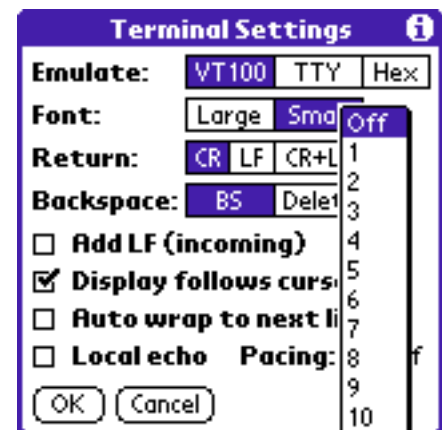 Terminal Settings i
Emulate: VT100 TTY Hex
Font: Large Sma
Return: CR LF CR+L
Backspace: BS Delet
Add LF (incoming)
Display follows curs
Auto wrap to next li
Local echo Pacing: f
OK Cancel
Off
1
2
3
4
5
6
7
8
9
10